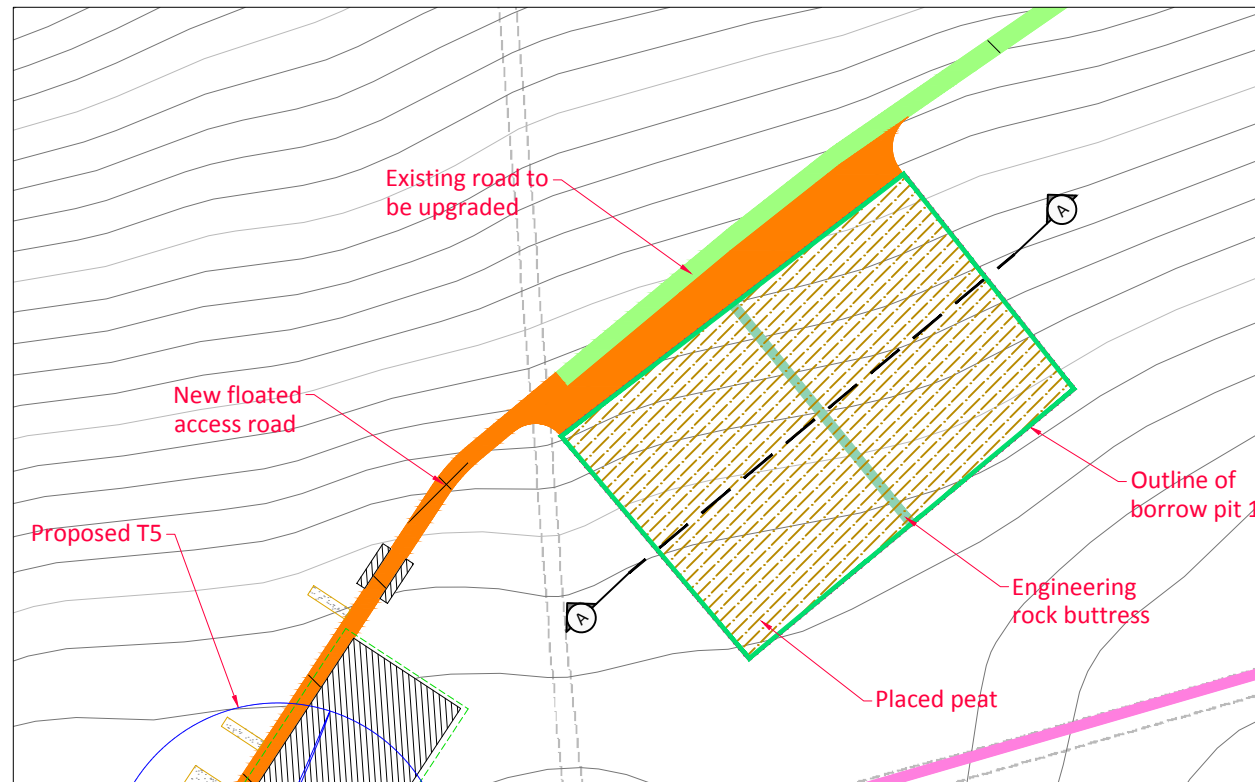 Existing road to
be upgraded
A
New floated
access road
Outline of
borrow pit 1
Proposed T5
Engineering
rock buttress
A
Placed peat